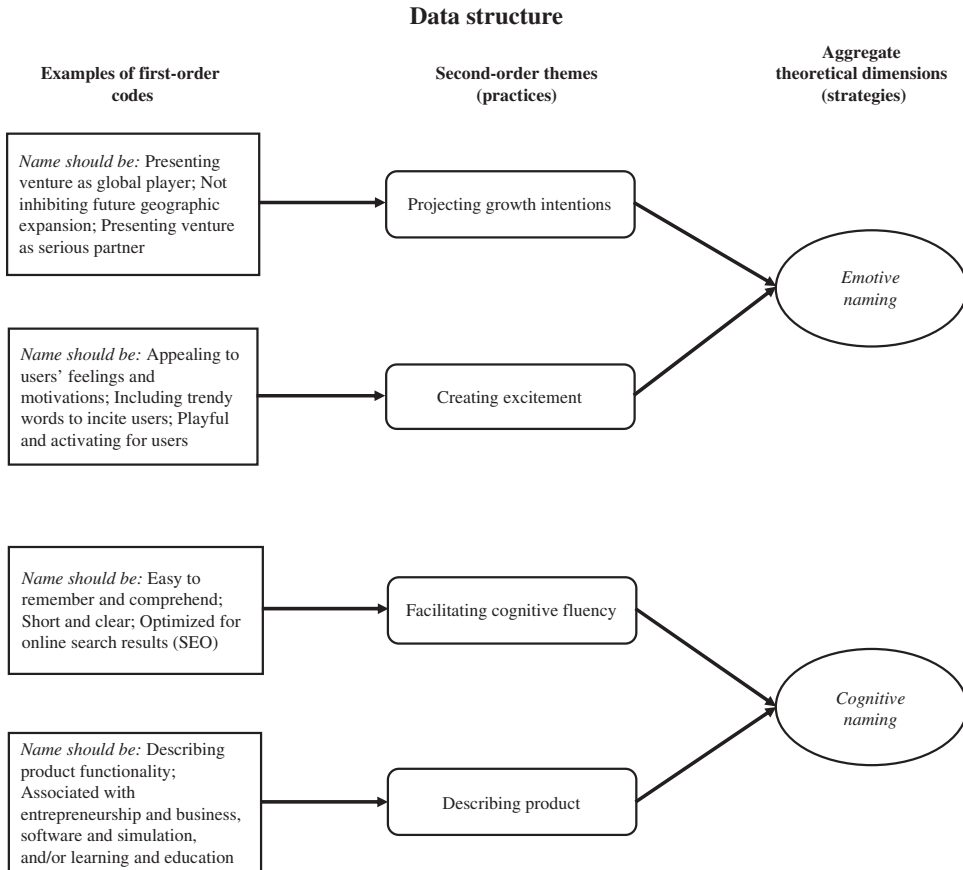 Data structure
Examples of first-order
codes
Second-order themes
(practices)
Aggregate
theoretical dimensions
(strategies)
Name should be: Presenting
venture as global player; Not
inhibiting future geographic
expansion; Presenting venture
as serious partner
Projecting growth intentions
Emotive
naming
Name should be: Appealing to
users’ feelings and
motivations; Including trendy
words to incite users; Playful
and activating for users
Creating excitement
Name should be: Easy to
remember and comprehend;
Short and clear; Optimized for
online search results (SEO)
Facilitating cognitive fluency
Cognitive
naming
Name should be: Describing
product functionality;
Associated with
entrepreneurship and business,
software and simulation,
and/or learning and education
Describing product